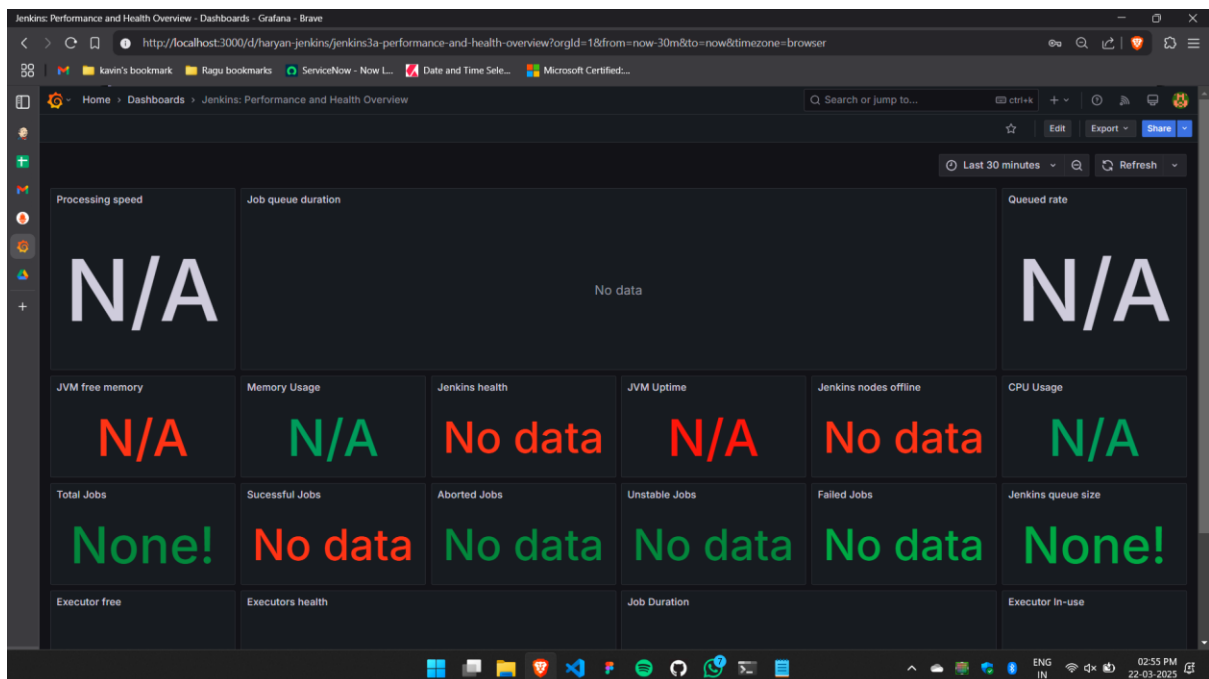 Jenkins: Performance and Health Overview - Dashboards - Grafana - Brave
http://localhost:3000/d/haryan-jenkins/jenkins3a-performance-and-health-overview?orgId=1&from=now-30m&to=now&timezone=browser
kavin's bookmark Ragu bookmarks ServiceNow - Now L... Date and Time Sele... Microsoft Certified:...
Home › Dashboards › Jenkins: Performance and Health Overview Search or jump to... ctrl+k
Edit Export Share
Last 30 minutes Refresh
Processing speed Job queue duration Queued rate
N/A No data N/A
JVM free memory Memory Usage Jenkins health JVM Uptime Jenkins nodes offline CPU Usage
N/A N/A No data N/A No data N/A
Total Jobs Sucessful Jobs Aborted Jobs Unstable Jobs Failed Jobs Jenkins queue size
None! No data No data No data No data None!
Executor free Executors health Job Duration Executor In-use
7
ENG 02:55 PM
IN 22-03-2025